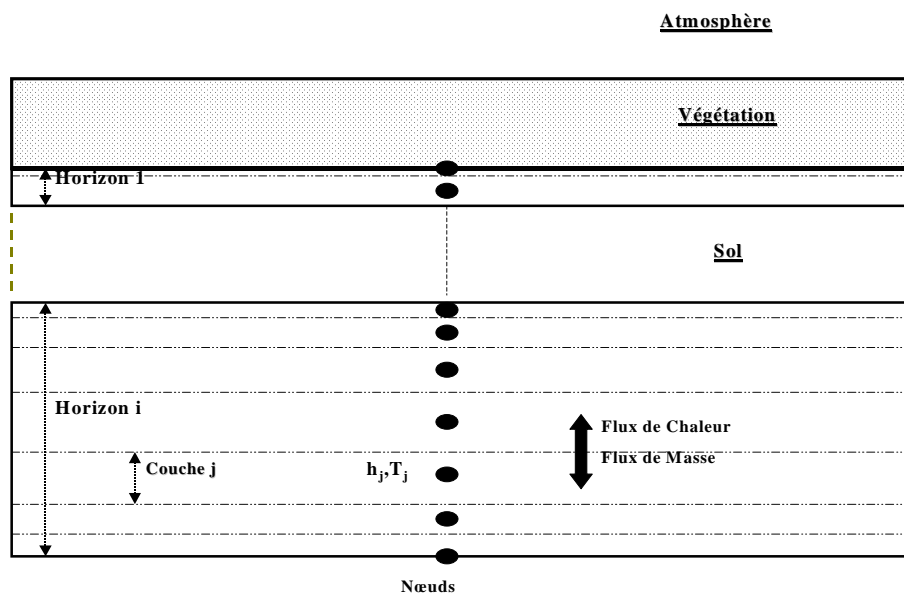 Atmosphère
Végétation
Horizon 1
Sol
Horizon i
Flux de Chaleur
Couche j
hj,Tj
Flux de Masse
Nœuds